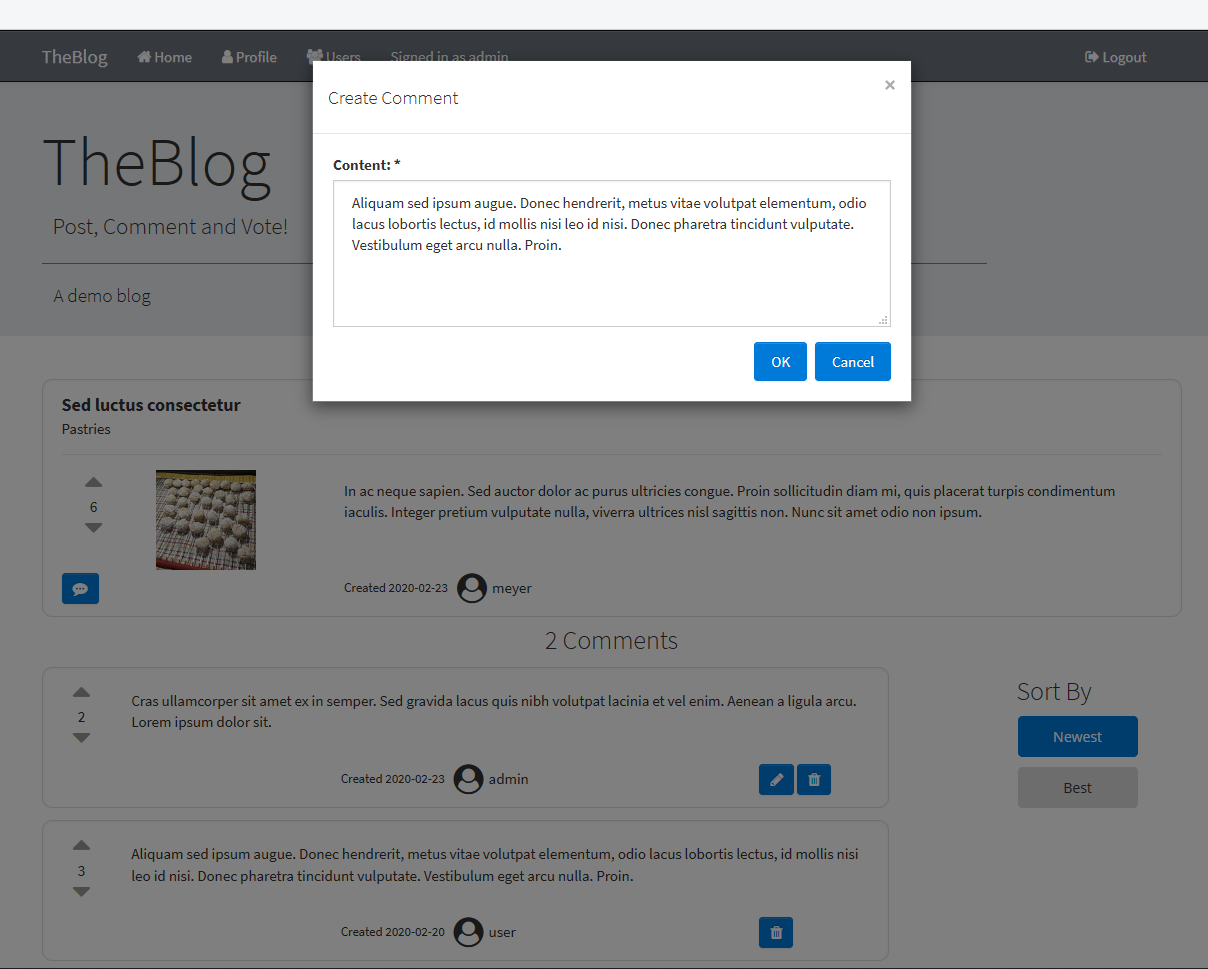 TheBlog Home Profile Users Signed in as admin Logout
Create Comment ×
Content: *
Aliquam sed ipsum augue. Donec hendrerit, metus vitae volutpat elementum, odio
lacus lobortis lectus, id mollis nisi leo id nisi. Donec pharetra tincidunt vulputate.
Vestibulum eget arcu nulla. Proin.
OK Cancel
TheBlog
Post, Comment and Vote!
A demo blog
Sed luctus consectetur
Pastries
6
In ac neque sapien. Sed auctor dolor ac purus ultricies congue. Proin sollicitudin diam mi, quis placerat turpis condimentum
iaculis. Integer pretium vulputate nulla, viverra ultrices nisl sagittis non. Nunc sit amet odio non ipsum.
Created 2020-02-23 meyer
2 Comments
2
Cras ullamcorper sit amet ex in semper. Sed gravida lacus quis nibh volutpat lacinia et vel enim. Aenean a ligula arcu.
Lorem ipsum dolor sit.
Created 2020-02-23 admin
3
Aliquam sed ipsum augue. Donec hendrerit, metus vitae volutpat elementum, odio lacus lobortis lectus, id mollis nisi
leo id nisi. Donec pharetra tincidunt vulputate. Vestibulum eget arcu nulla. Proin.
Created 2020-02-20 user
Sort By
Newest
Best